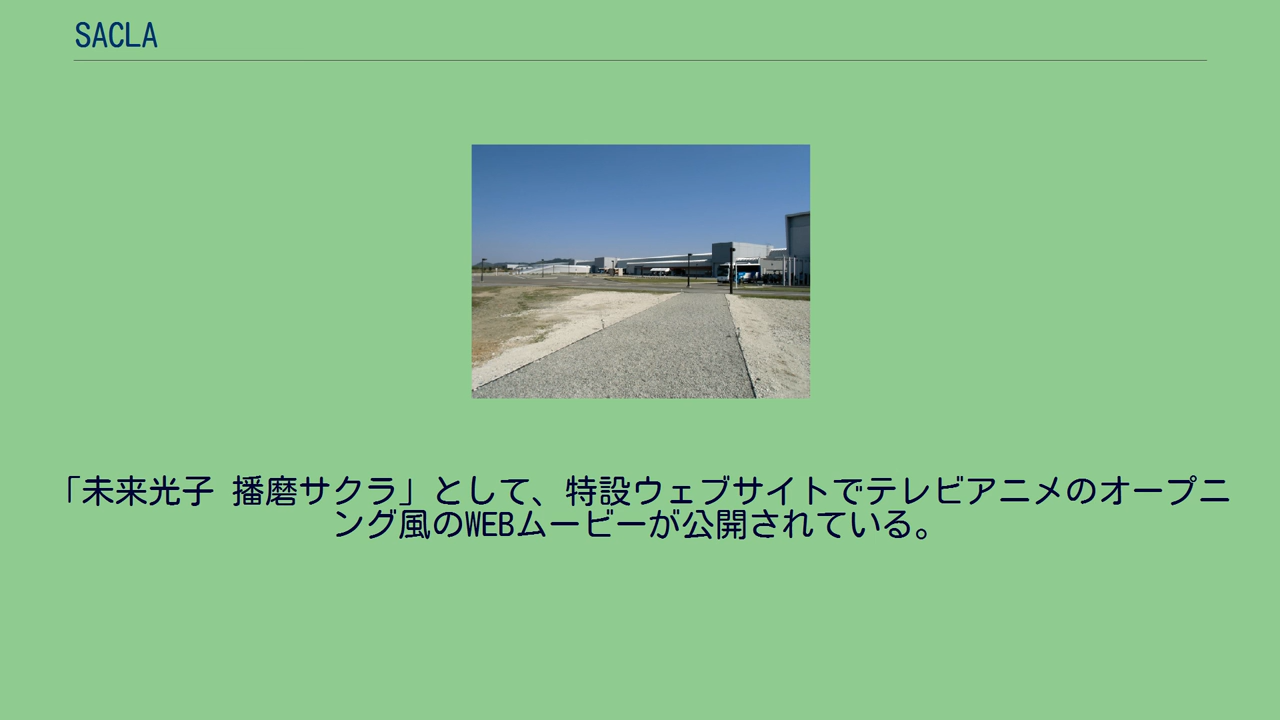 SACLA
「未来光子 播磨サクラ」として、特設ウェブサイトでテレビアニメのオープニ
ング風のWEBムービーが公開されている。